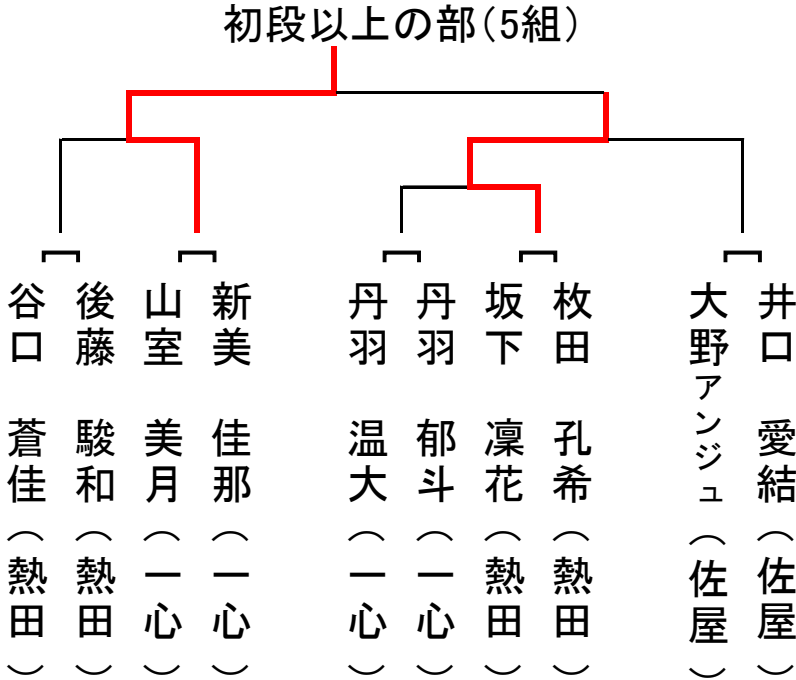 初段以上の部(5組)
谷口 蒼佳(熱田)
後藤 駿和(熱田)
山室 美月(一心)
新美 佳那(一心)
丹羽 温大(一心)
丹羽 郁斗(一心)
坂下 凜花(熱田)
枚田 孔希(熱田)
大野アンジュ(佐屋)
井口 愛結(佐屋)